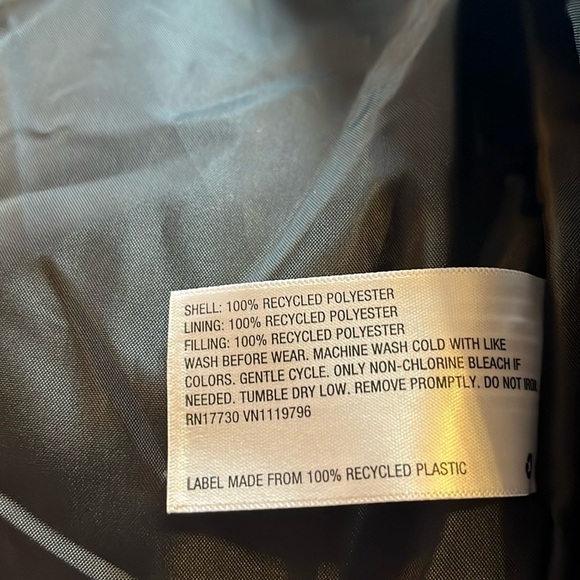 SHELL: 100% RECYCLED POLYESTER
LINING: 100% RECYCLED POLYESTER
FILLING: 100% RECYCLED POLYESTER
WASH BEFORE WEAR. MACHINE WASH COLD WITH LIKE
COLORS. GENTLE CYCLE. ONLY NON-CHLORINE BLEACH IF
NEEDED. TUMBLE DRY LOW. REMOVE PROMPTLY. DO NOT IRON.
RN17730 VN1119796
LABEL MADE FROM 100% RECYCLED PLASTIC